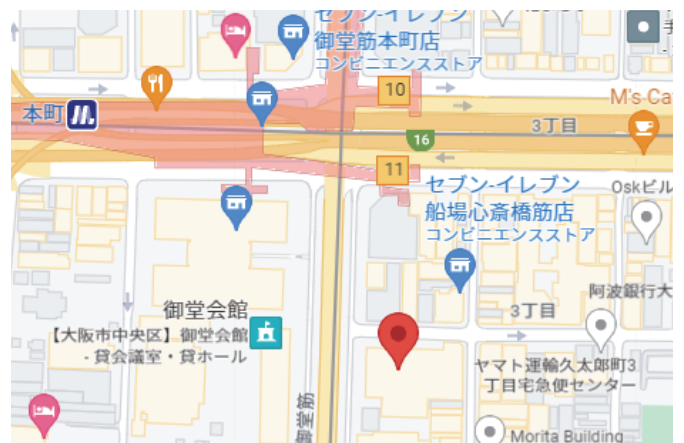 セブン-イレブン
御堂筋本町店
コンビニエンスストア
手
10
M's Ca
本町
3丁目
16
11
セブン-イレブン
船場心斎橋筋店
コンビニエンスストア
Oskビル
阿波銀行大
御堂会館
【大阪市中央区】御堂会館
- 貸会議室・貸ホール
3丁目
ヤマト運輸久太郎町3
丁目宅急便センター
御堂筋
Morita Building